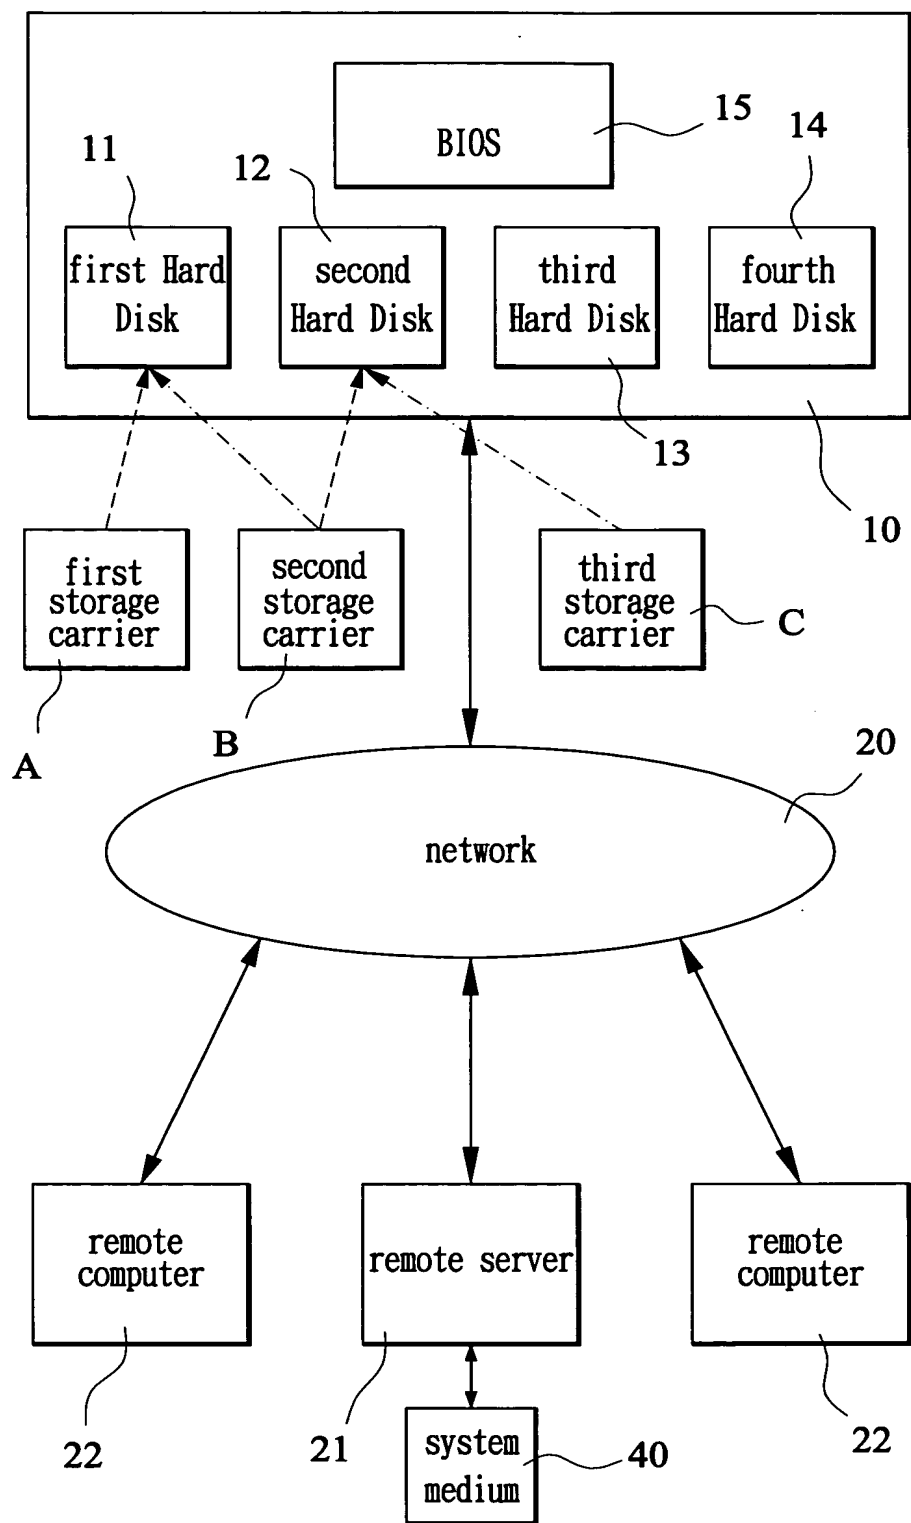 BIOS
15
14
11
12
first Hard
Disk
second
Hard Disk
third
Hard Disk
fourth
Hard Disk
13
10
first
storage
carrier
second
storage
carrier
third
storage
carrier
C
A
B
20
network
remote
computer
remote server
remote
computer
22
21
system
medium
40
22